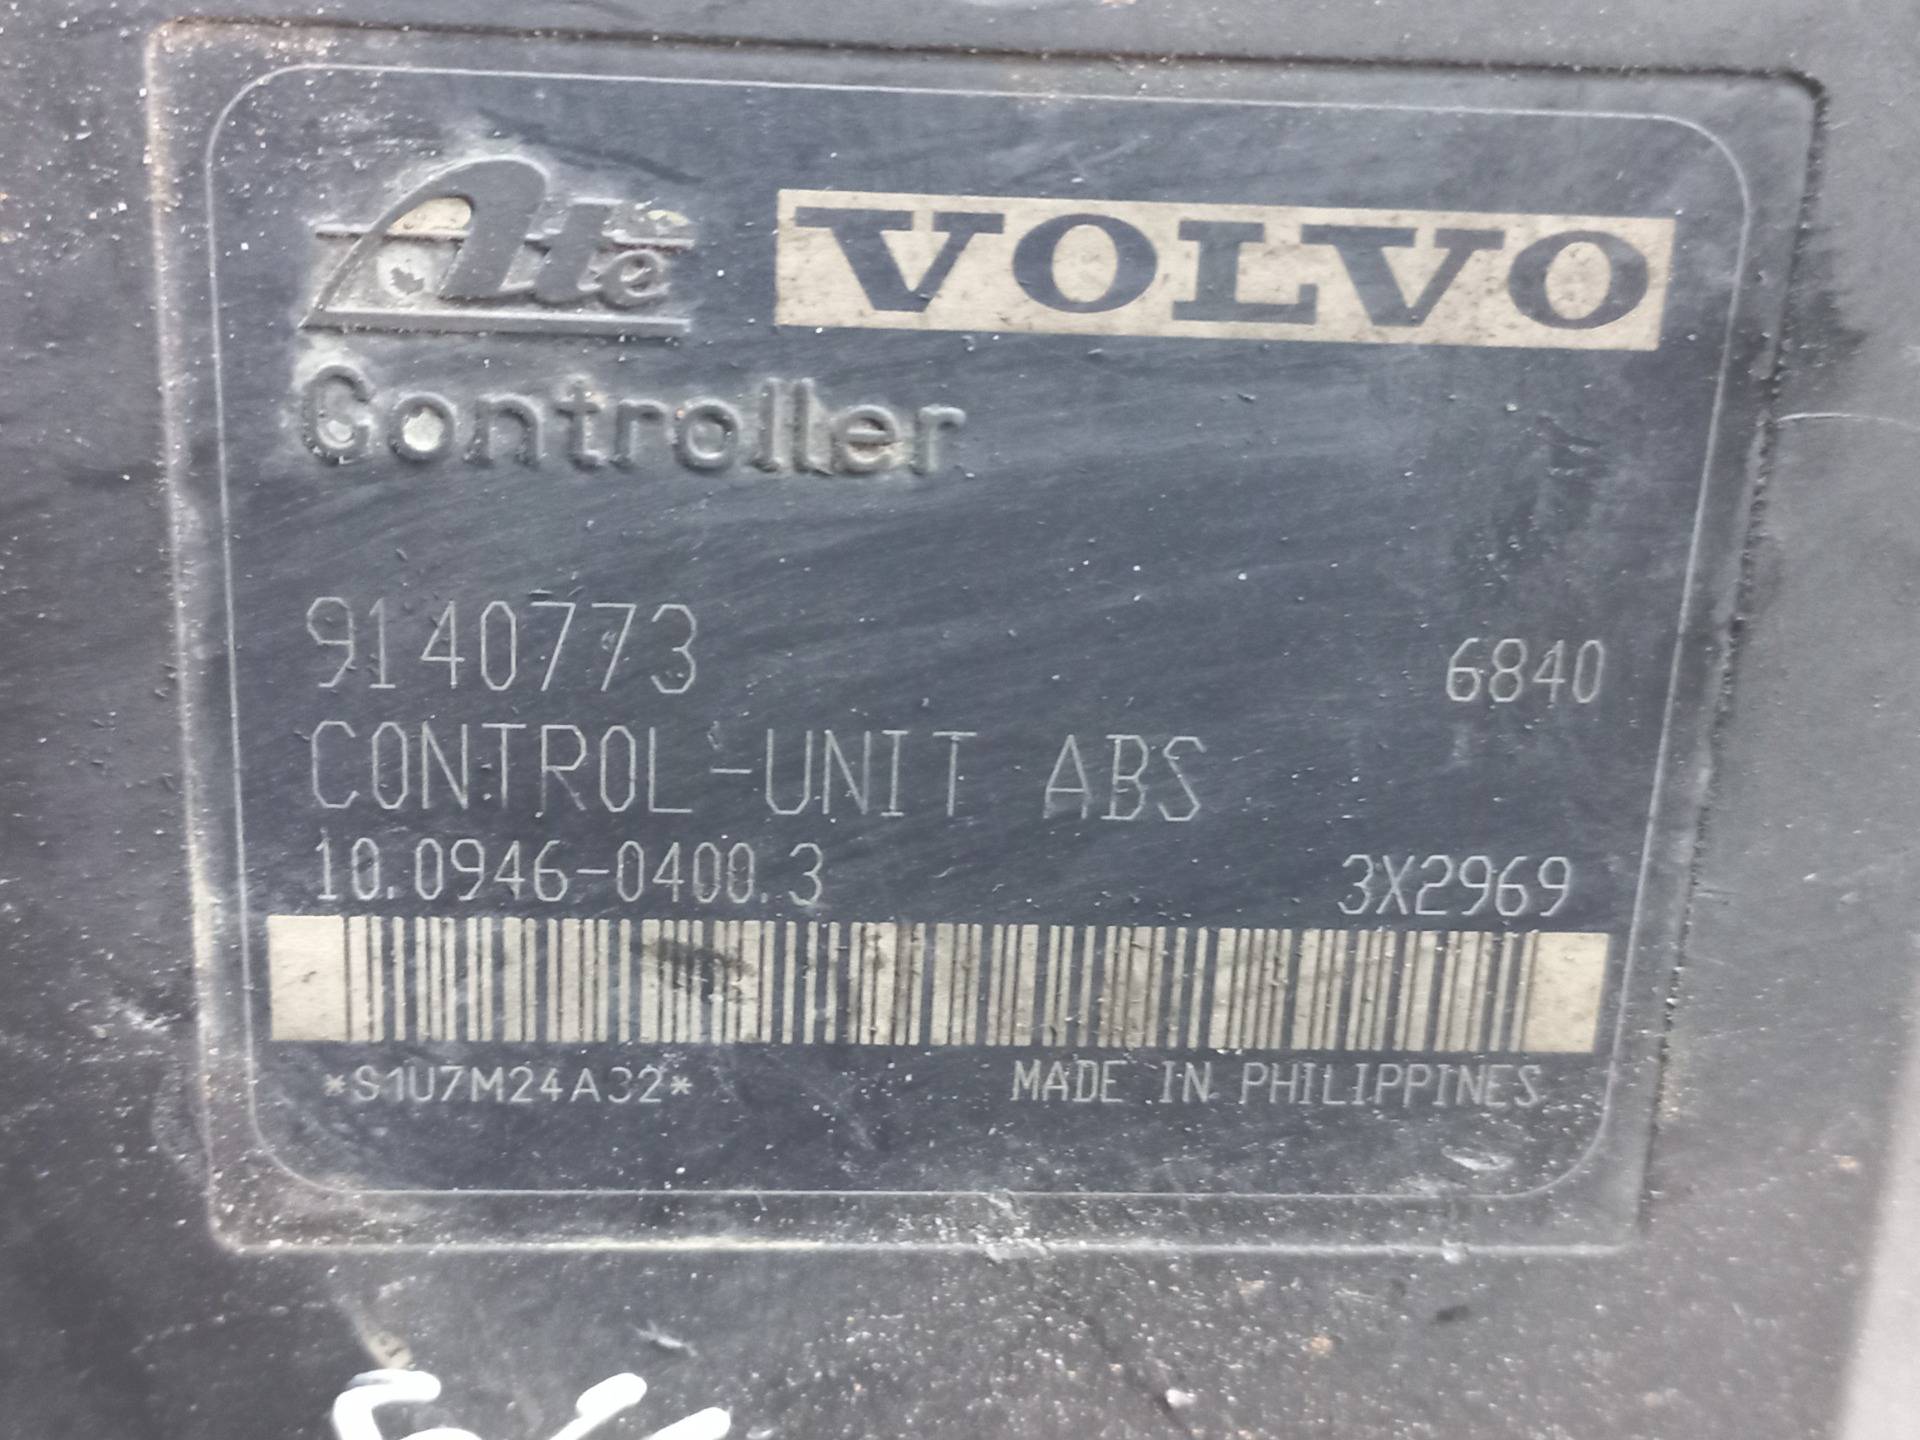 Ate VOLVO
Controller
9140773 6840
CONTROL-UNIT ABS
10.0946-0400.3 3X2969
*S1U7M24A32* MADE IN PHILIPPINES